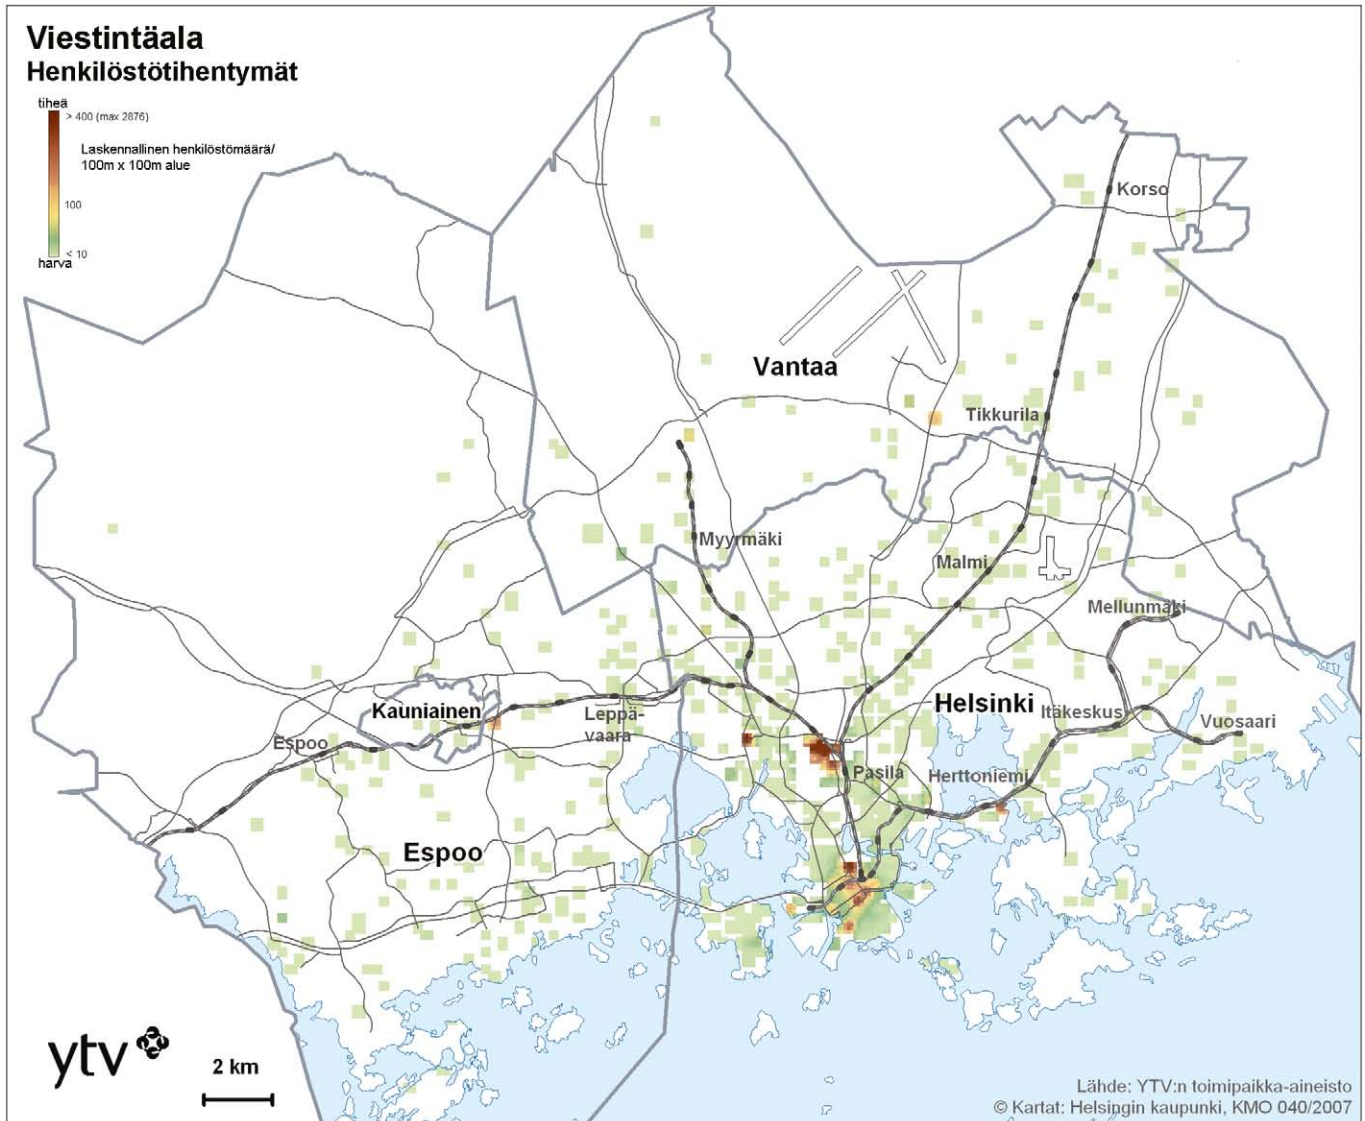 Viestintäala
Henkilöstötihentymät
tiheä
> 400 (max 2876)
Laskennallinen henkilöstömäärä/
100m x 100m alue
100
< 10
harva
Korso
Vantaa
Tikkurila
Myyrmäki
Malmi
Mellunmäki
Kauniainen
Leppä-
vaara
Helsinki
Itäkeskus
Vuosaari
Espoo
Pasila
Herttoniemi
Espoo
ytv
2 km
Lähde: YTV:n toimipaikka-aineisto
© Kartat: Helsingin kaupunki, KMO 040/2007